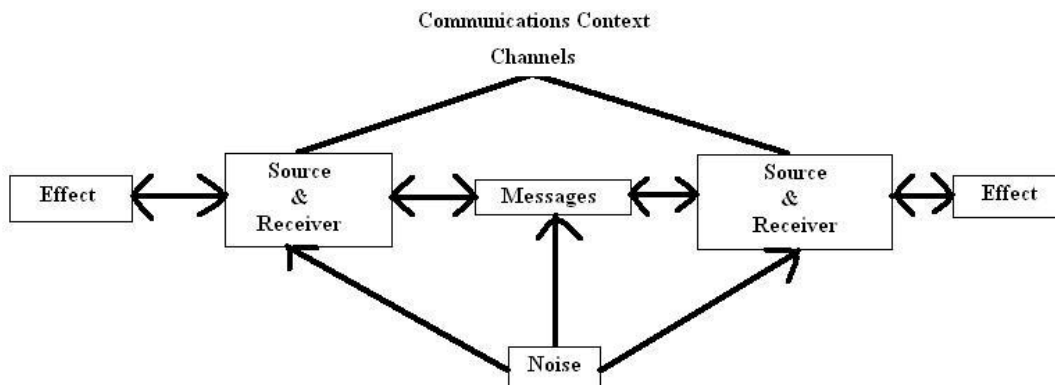 Communications Context
Channels
Effect
Source
&
Receiver
Messages
Source
&
Receiver
Effect
Noise